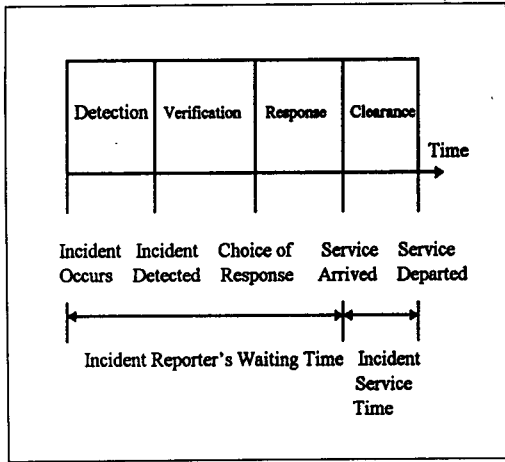 Detection Verification Response Clearance
Time
Incident Incident Choice of Service Service
Occurs Detected Response Arrived Departed
Incident Reporter's Waiting Time Incident
Service
Time